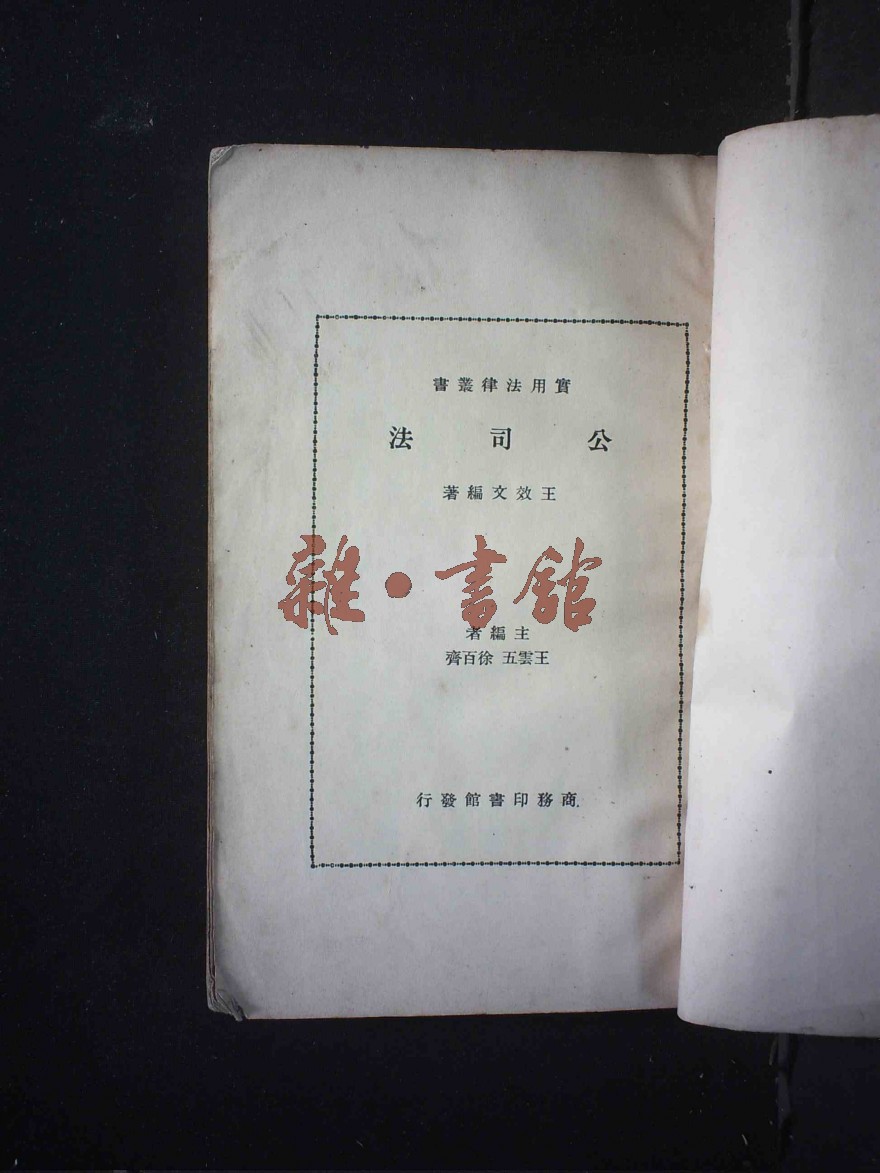 實用法律叢書
公司法
王效文編著
雜·書館
主編者
王雲五 徐百齊
商務印書館發行